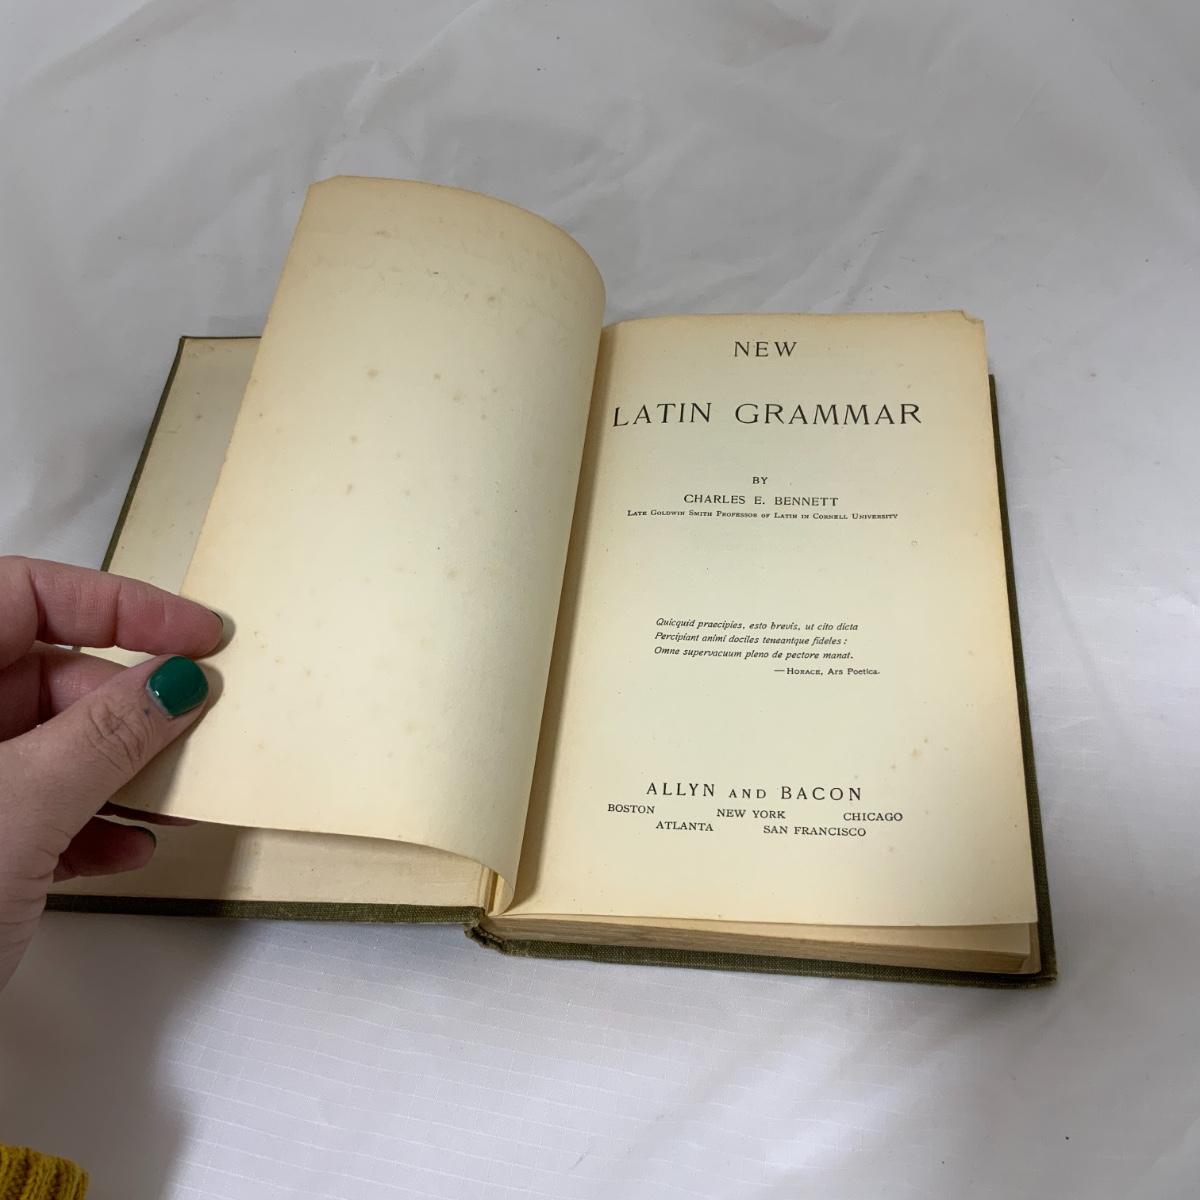 NEW
LATIN GRAMMAR
BY
CHARLES E. BENNETT
Late Goldwin Smith Professor of Latin in Cornell University
Quicquid praecipies, esto brevis, ut cito dicta
Percipiant animi dociles teneantque fideles:
Omne supervacuum pleno de pectore manat.
—Horace, Ars Poetica.
ALLYN AND BACON
BOSTON NEW YORK CHICAGO
ATLANTA SAN FRANCISCO